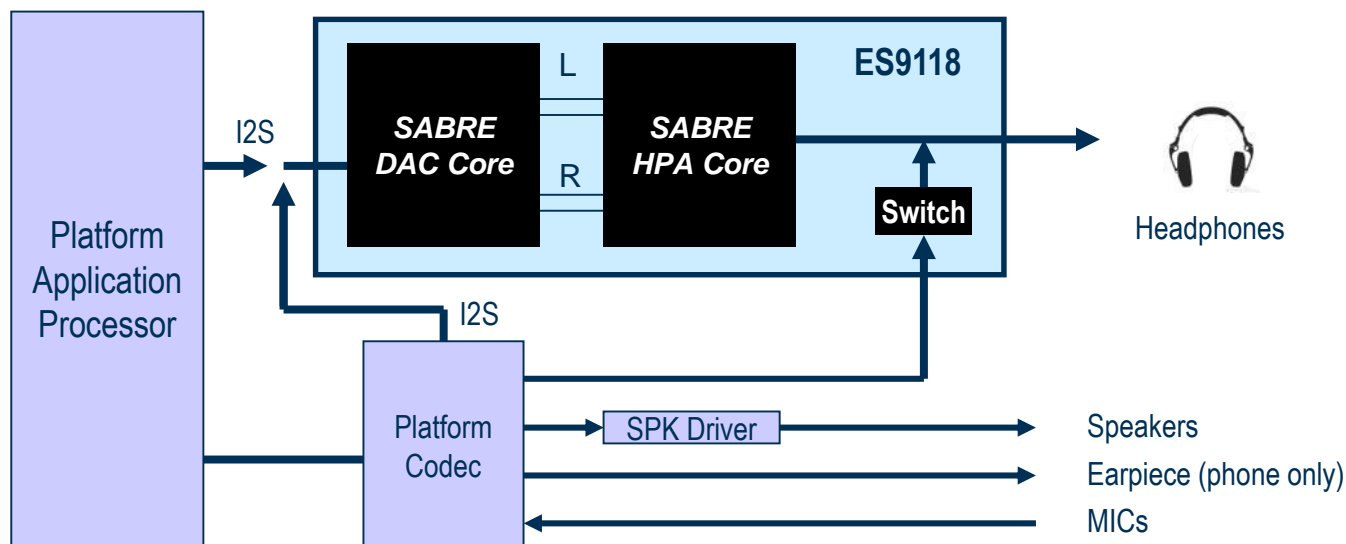 ES9118
L
R
SABRE
DAC Core
SABRE
HPA Core
I2S
Switch
Headphones
Platform
Application
Processor
I2S
Platform
Codec
SPK Driver
Speakers
Earpiece (phone only)
MICs